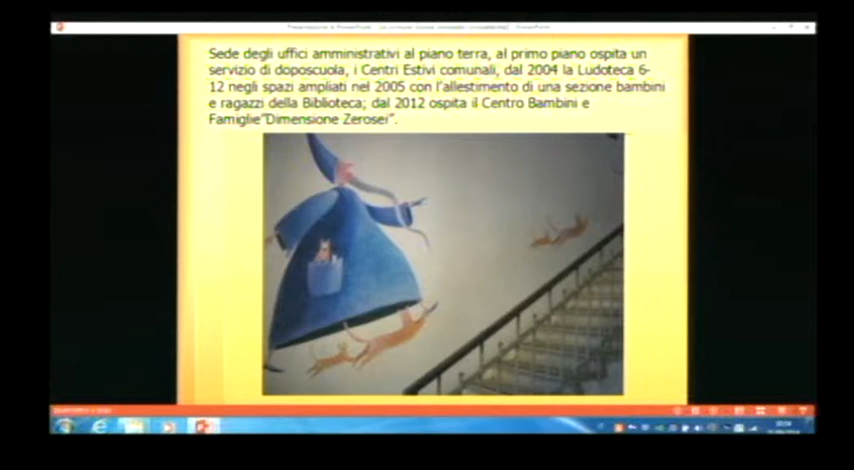 Sede degli uffici amministrativi al piano terra, al primo piano ospita un
servizio di doposcuola, i Centri Estivi comunali, dal 2004 la Ludoteca 6-
12 negli spazi ampliati nel 2005 con l'allestimento di una sezione bambini
e ragazzi della Biblioteca; dal 2012 ospita il Centro Bambini e
Famiglie"Dimensione Zerosei".